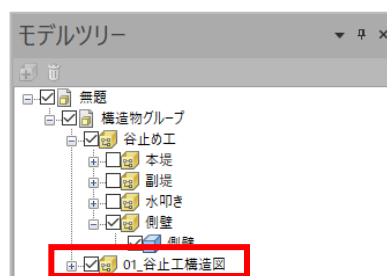 モデルツリー
無題
構造物グループ
谷止め工
本堤
副堤
水叩き
側壁
側壁
01_谷止工構造図